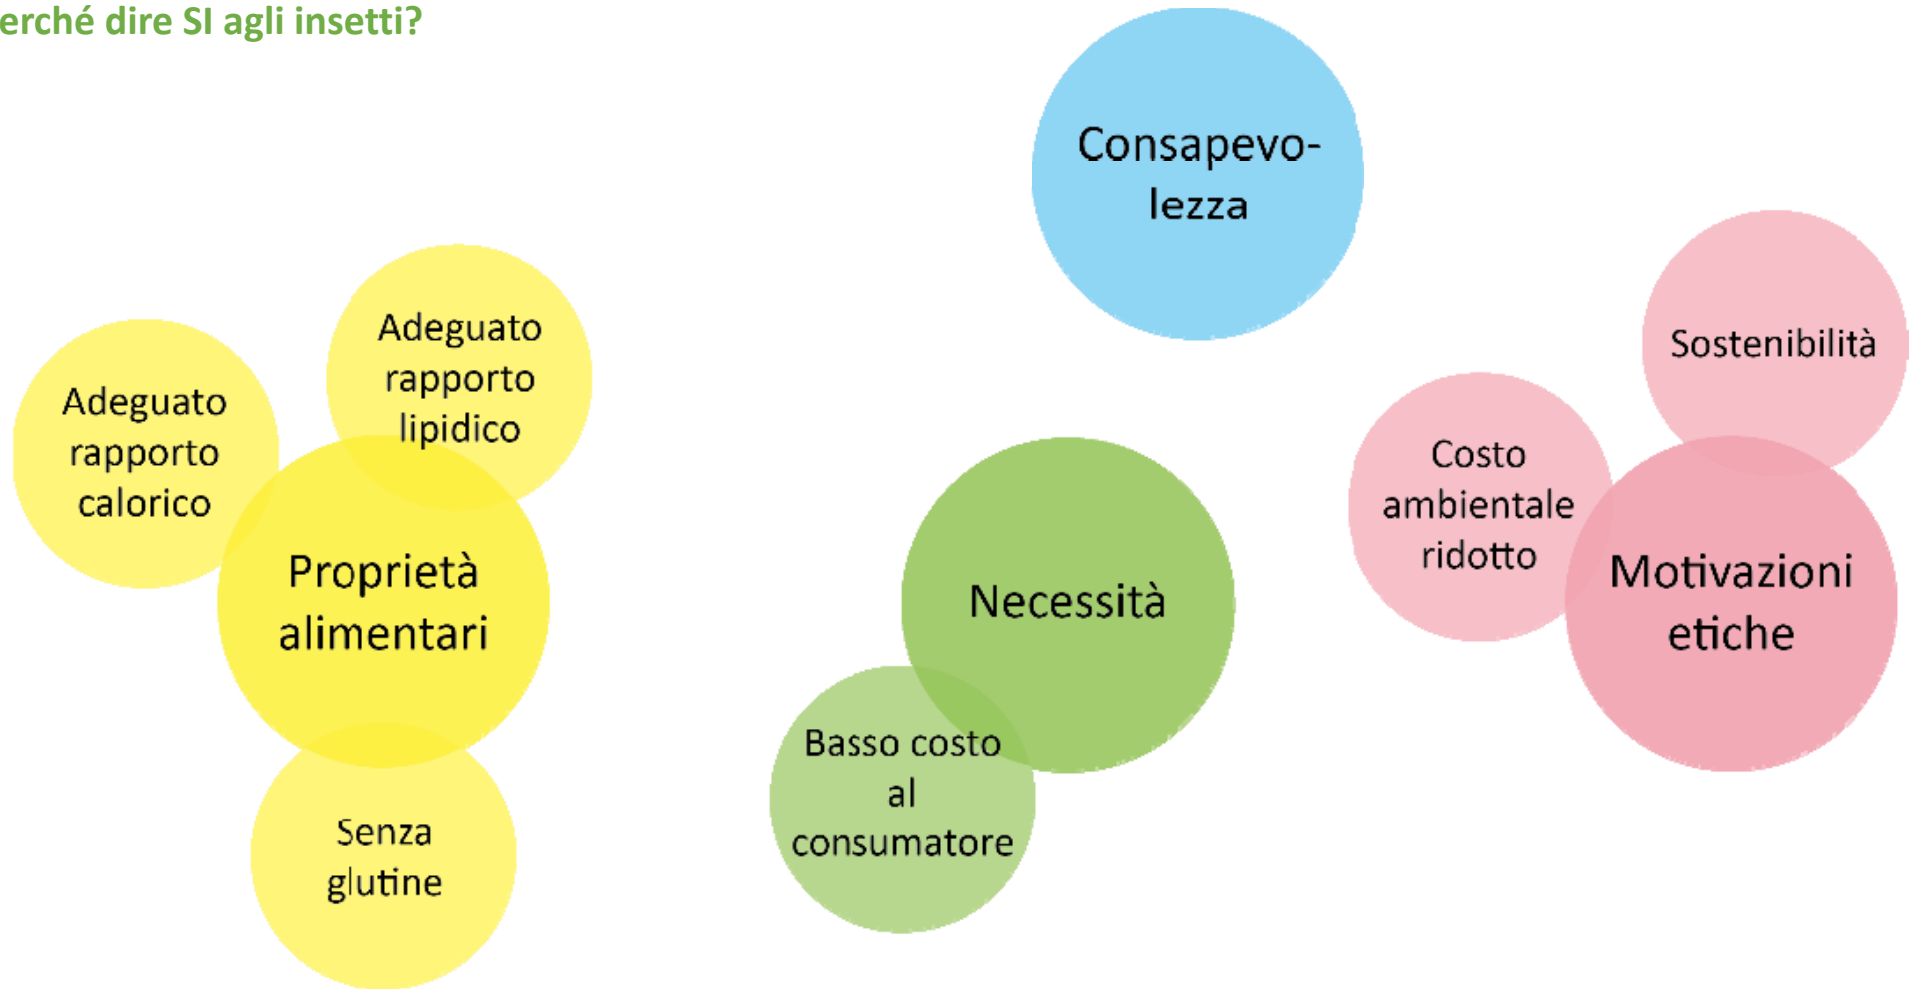 erché dire SI agli insetti?
Consapevo-
lezza
Adeguato
rapporto
lipidico
Adeguato
rapporto
calorico
Proprietà
alimentari
Senza
glutine
Necessità
Basso costo
al
consumatore
Sostenibilità
Costo
ambientale
ridotto
Motivazioni
etiche